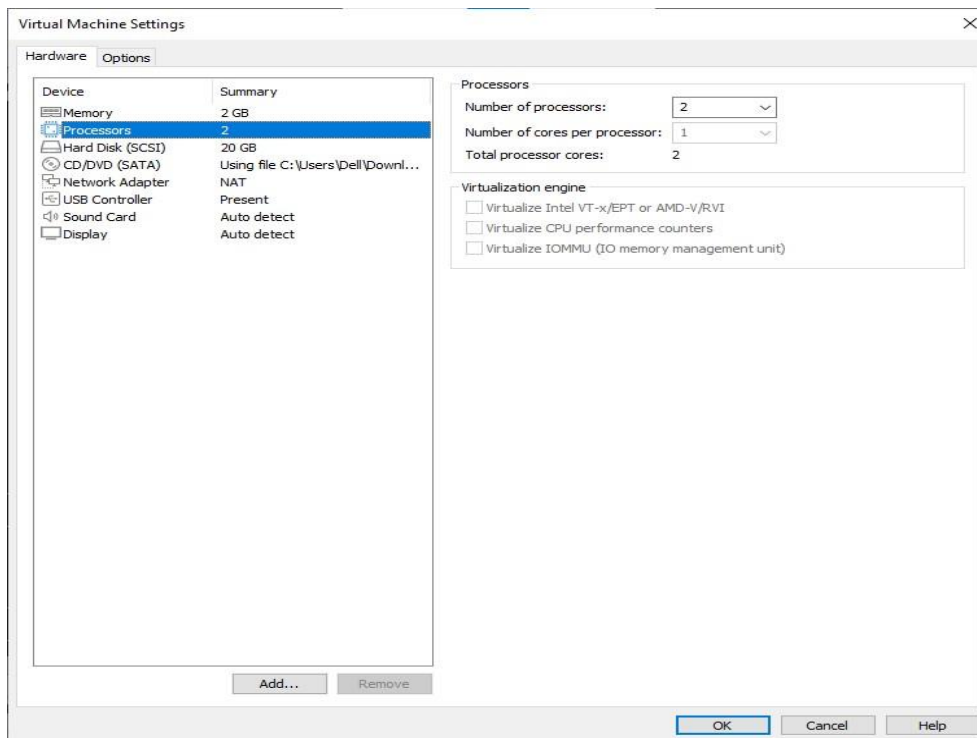 Virtual Machine Settings
Hardware Options
Device Summary
Memory 2 GB
Processors 2
Hard Disk (SCSI) 20 GB
CD/DVD (SATA) Using file C:\Users\Dell\Downl...
Network Adapter NAT
USB Controller Present
Sound Card Auto detect
Display Auto detect
Add... Remove
Processors
Number of processors: 2
Number of cores per processor: 1
Total processor cores: 2
Virtualization engine
Virtualize Intel VT-x/EPT or AMD-V/RVI
Virtualize CPU performance counters
Virtualize IOMMU (IO memory management unit)
OK Cancel Help